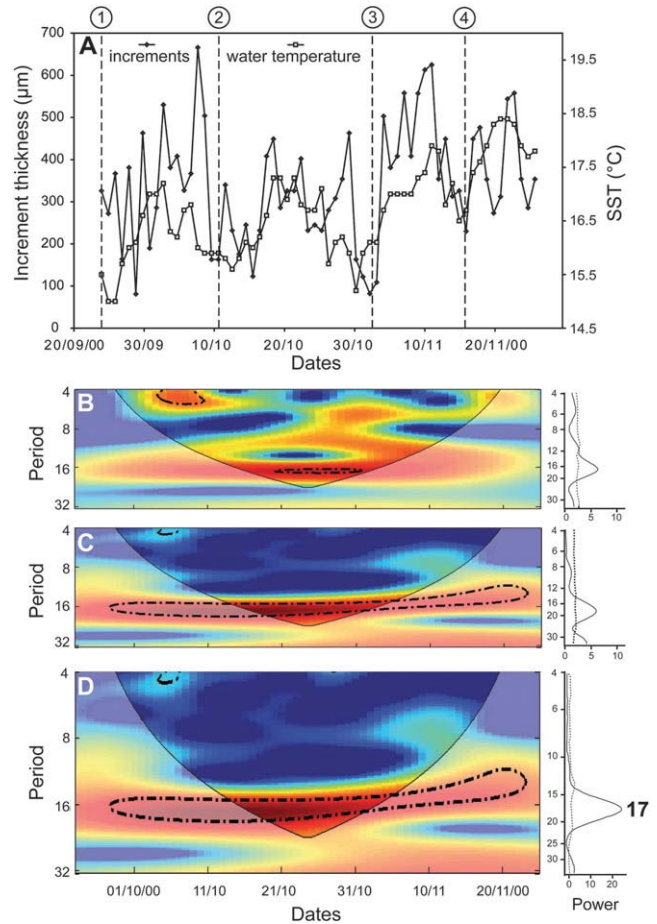 1 2 3 4
A
increments
water temperature
Increment thickness (µm)
700
600
500
400
300
200
100
0
SST (°C)
19.5
18.5
17.5
16.5
15.5
14.5
20/09/00 30/09 10/10 20/10 30/10 10/11 20/11/00
Dates
B
Period
4
8
16
32
4
6
8
12
16
20
30
0 5 10
C
Period
4
8
16
32
4
6
8
12
16
20
30
0 5 10
D
Period
4
8
16
32
4
6
10
15
20
25
30
17
0 10 20
Power
01/10/00 11/10 21/10 31/10 10/11 20/11/00
Dates